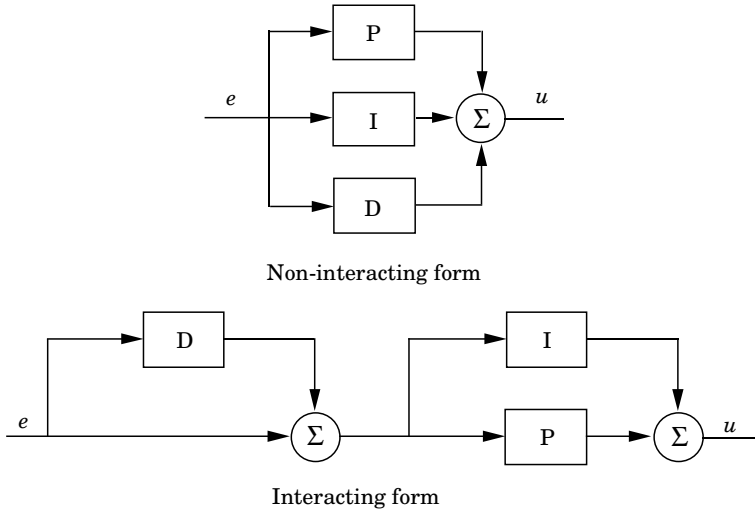 P
e
I
Σ
u
D
Non-interacting form
D
I
e
Σ
P
Σ
u
Interacting form